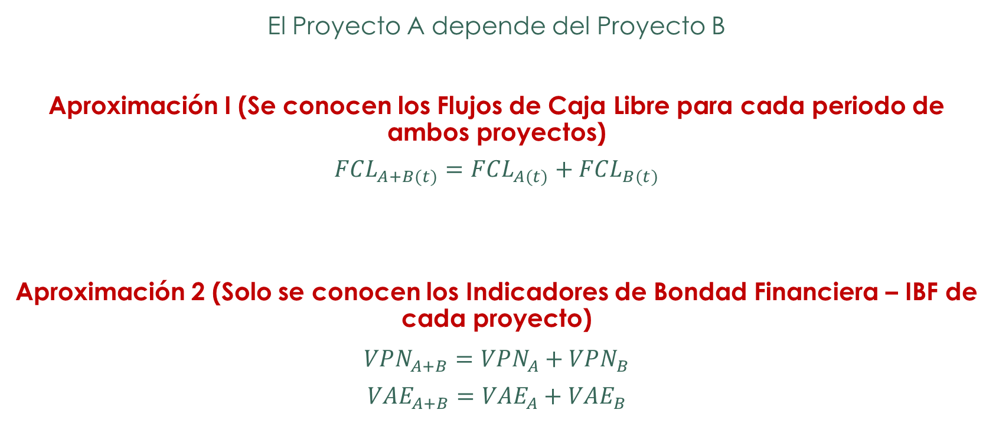 El Proyecto A depende del Proyecto B
Aproximación I (Se conocen los Flujos de Caja Libre para cada periodo de
ambos proyectos)
FCL_{A+B(t)} = FCL_{A(t)} + FCL_{B(t)}
Aproximación 2 (Solo se conocen los Indicadores de Bondad Financiera – IBF de
cada proyecto)
VPN_{A+B} = VPN_A + VPN_B
VAE_{A+B} = VAE_A + VAE_B